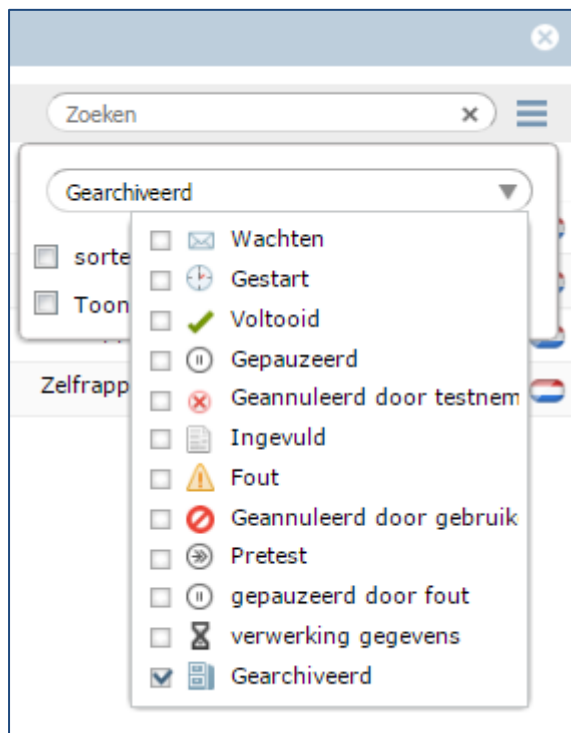 Zoeken
Gearchiveerd
Wachten
sorte
Gestart
Toon
Voltooid
Gepauzeerd
Zelfrapp
Geannuleerd door testnem
Ingevuld
Fout
Geannuleerd door gebruik
Pretest
gepauzeerd door fout
verwerking gegevens
Gearchiveerd